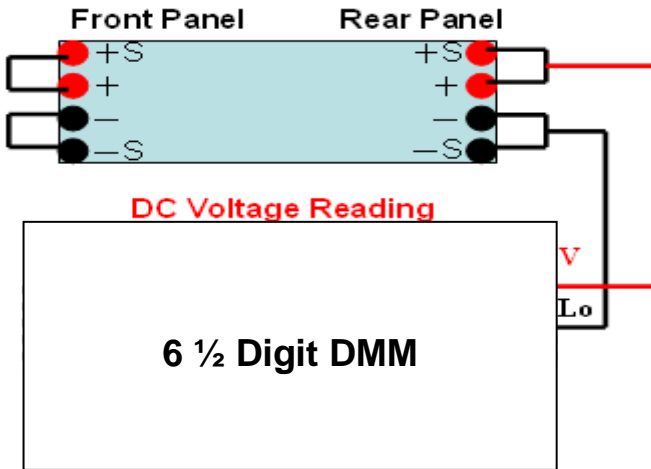 Front Panel Rear Panel
+S +S
+ +
− −
−S −S
DC Voltage Reading
V
Lo
6 ½ Digit DMM